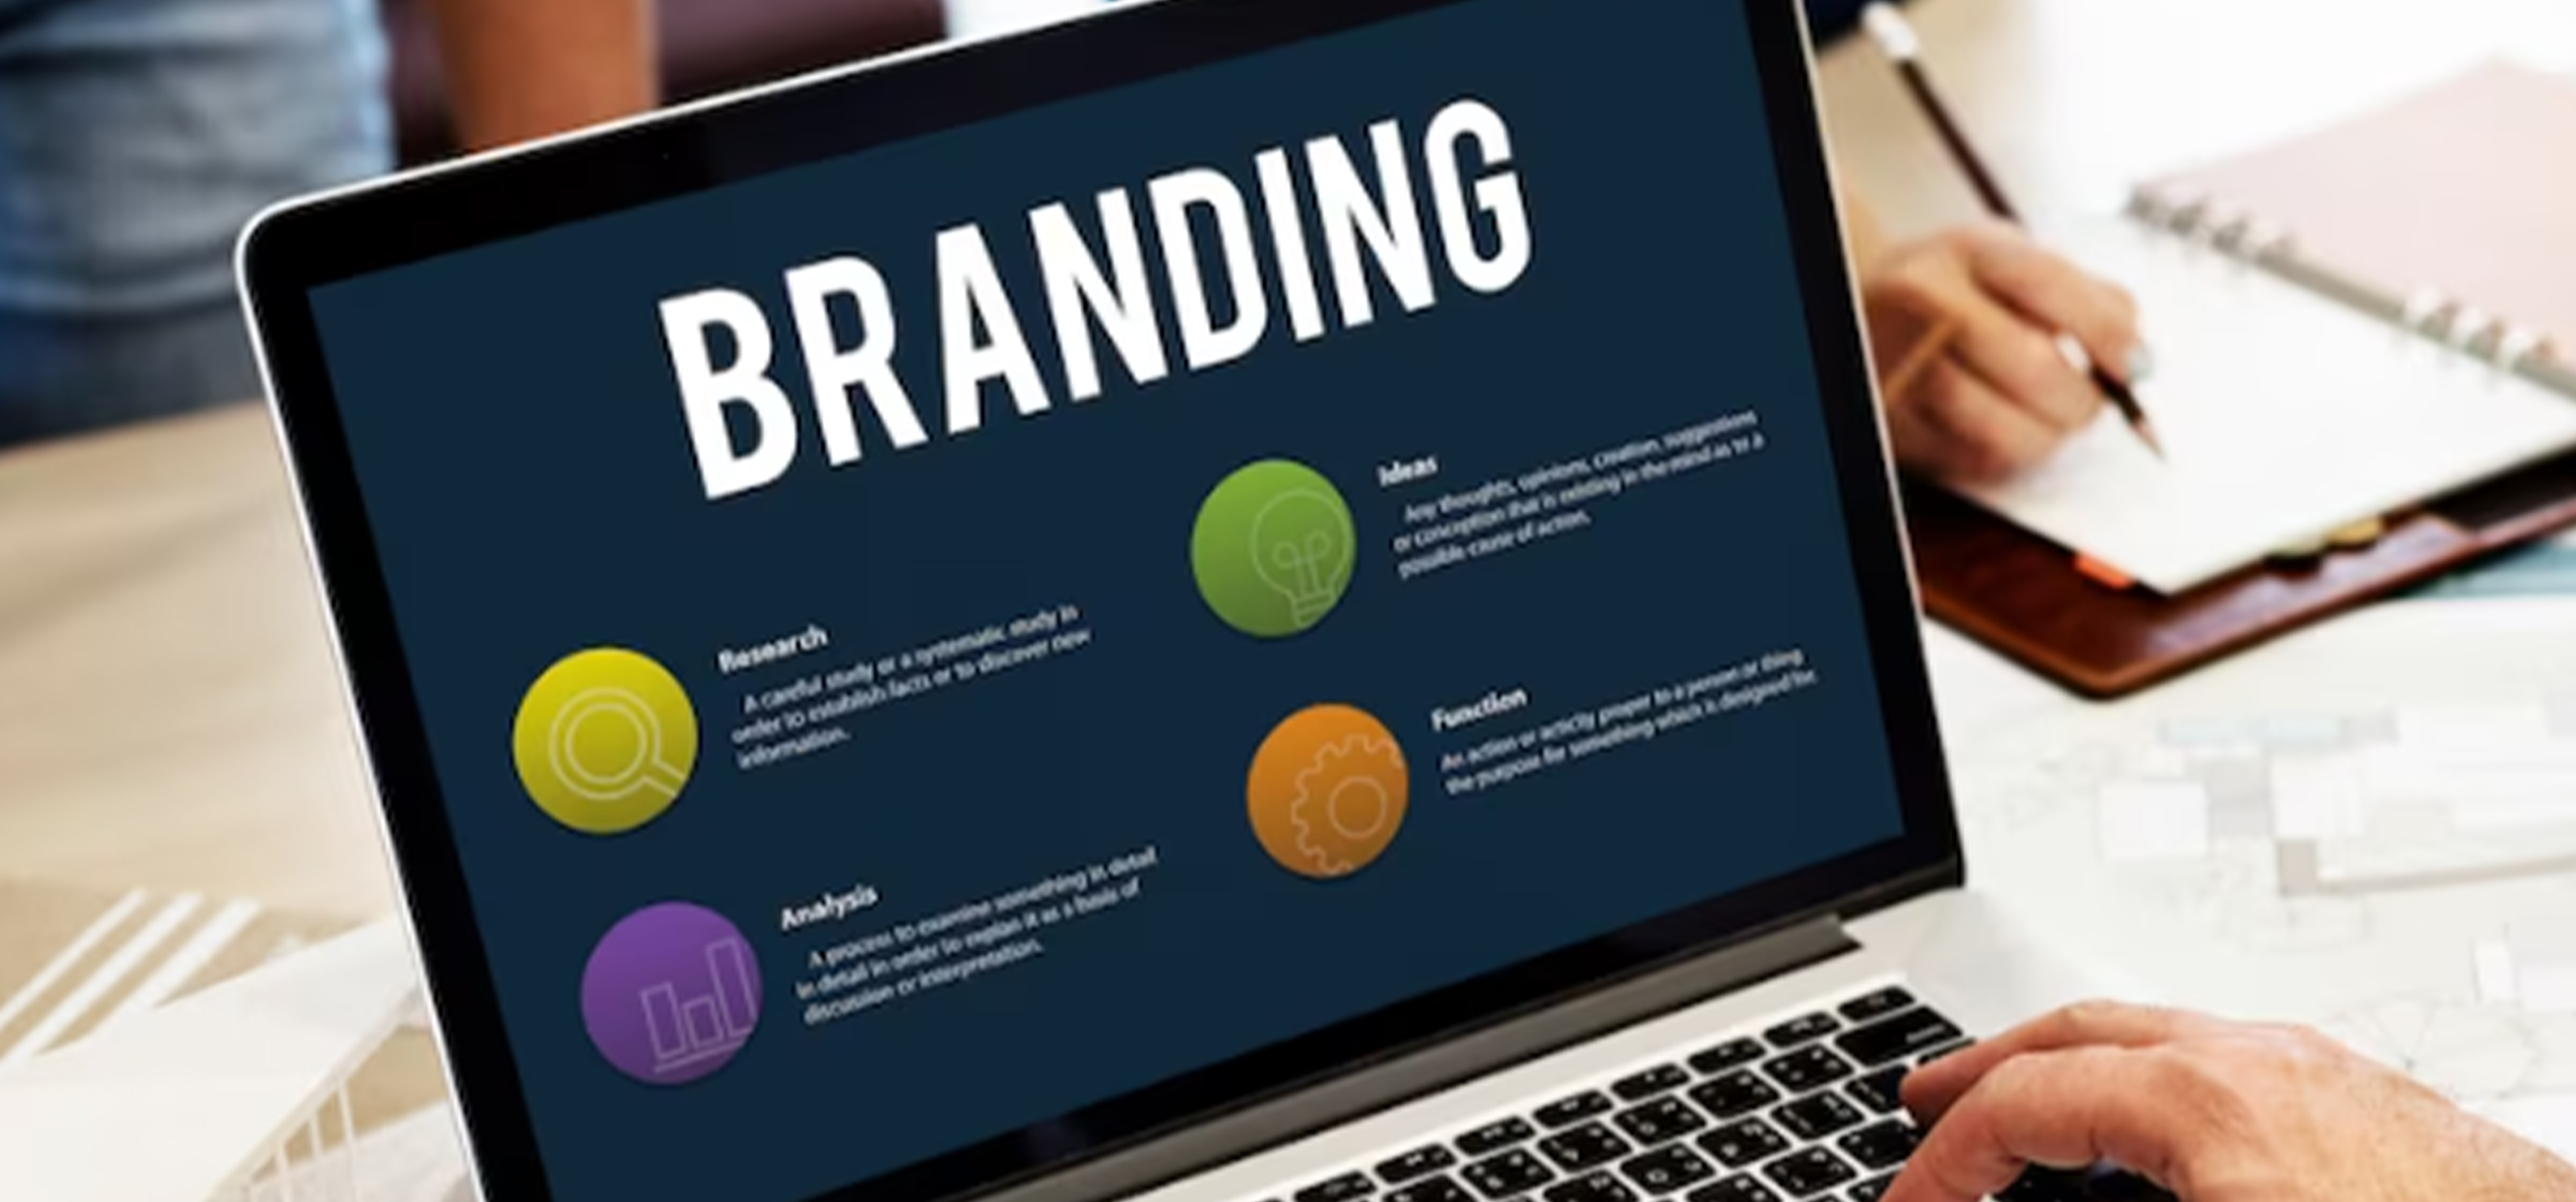 BRANDING
Research
A careful study or a systematic study in
order to establish facts or to discover new
information.
Analysis
A process to examine something in detail
in detail in order to explan it as a basis of
discussion or interpretation.
Ideas
Any thoughts, opinions, creation, suggestions
or conception that is existing in the mind as to a
possible cause of action.
Function
An action or acticity proper to a person or thing
the purpose for something which is designed for.